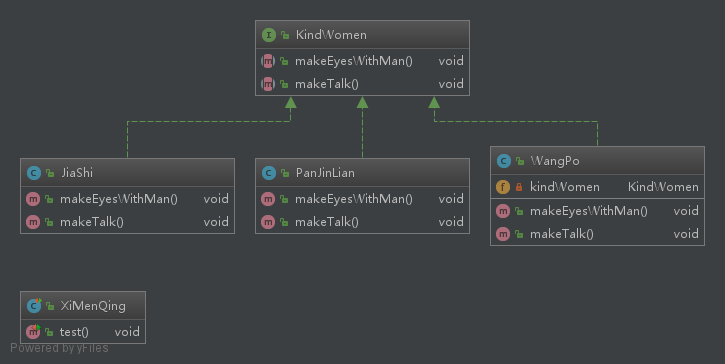 I KindWomen
m makeEyesWithMan() void
m makeTalk() void
C JiaShi
m makeEyesWithMan() void
m makeTalk() void
C PanJinLian
m makeEyesWithMan() void
m makeTalk() void
C WangPo
f kindWomen KindWomen
m makeEyesWithMan() void
m makeTalk() void
C XiMenQing
m test() void
Powered by yFiles